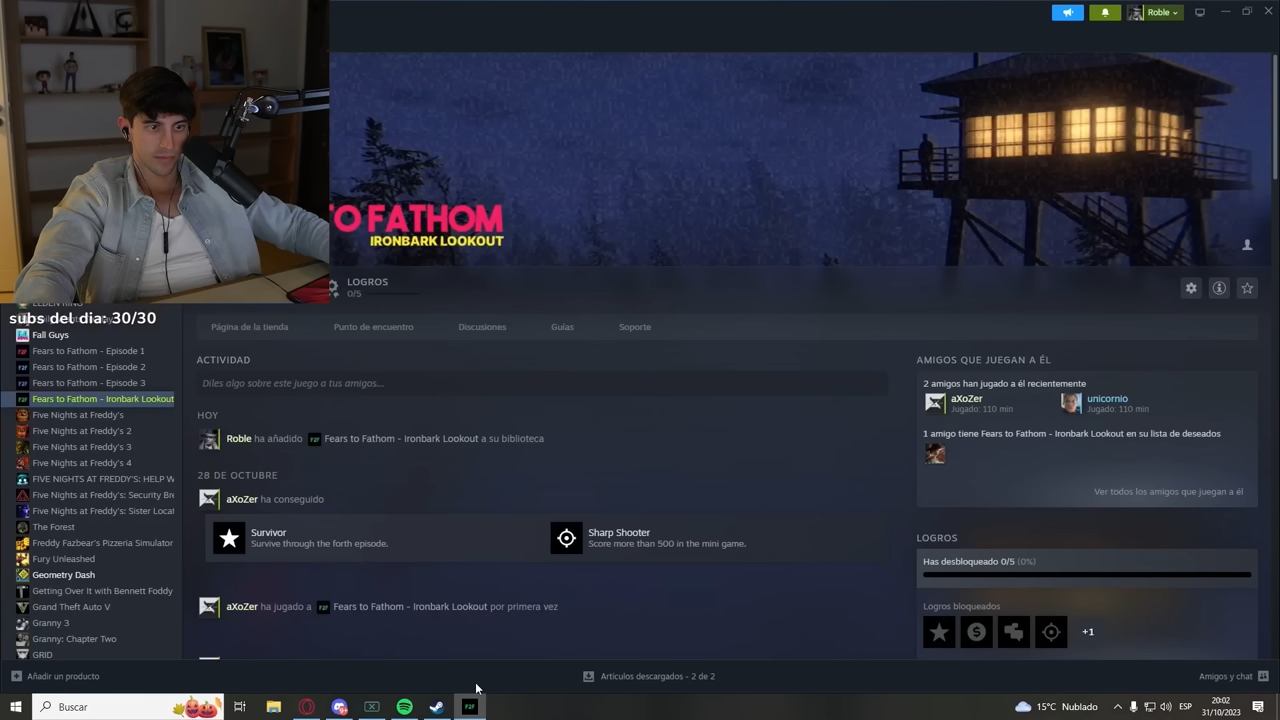 Roble
TO FATHOM
IRONBARK LOOKOUT
LOGROS
0/5
subs del dia: 30/30
Página de la tienda
Punto de encuentro
Discusiones
Guías
Soporte
Fall Guys
Fears to Fathom - Episode 1
Fears to Fathom - Episode 2
Fears to Fathom - Episode 3
Fears to Fathom - Ironbark Lookout
Five Nights at Freddy's
Five Nights at Freddy's 2
Five Nights at Freddy's 3
Five Nights at Freddy's 4
FIVE NIGHTS AT FREDDY'S: HELP W
Five Nights at Freddy's: Security Bre
Five Nights at Freddy's: Sister Locat
The Forest
Freddy Fazbear's Pizzeria Simulator
Fury Unleashed
Geometry Dash
Getting Over It with Bennett Foddy
Grand Theft Auto V
Granny 3
Granny: Chapter Two
GRID
ACTIVIDAD
Diles algo sobre este juego a tus amigos...
HOY
Roble ha añadido F2F Fears to Fathom - Ironbark Lookout a su biblioteca
28 DE OCTUBRE
aXoZer ha conseguido
Survivor
Survive through the forth episode.
Sharp Shooter
Score more than 500 in the mini game.
aXoZer ha jugado a F2F Fears to Fathom - Ironbark Lookout por primera vez
AMIGOS QUE JUEGAN A ÉL
2 amigos han jugado a él recientemente
aXoZer
Jugado: 110 min
unicornio
Jugado: 110 min
1 amigo tiene Fears to Fathom - Ironbark Lookout en su lista de deseados
Ver todos los amigos que juegan a él
LOGROS
Has desbloqueado 0/5 (0%)
Logros bloqueados
+1
Añadir un producto
Artículos descargados - 2 de 2
Amigos y chat
Buscar
F2F
15°C Nublado
ESP
20:02
31/10/2023